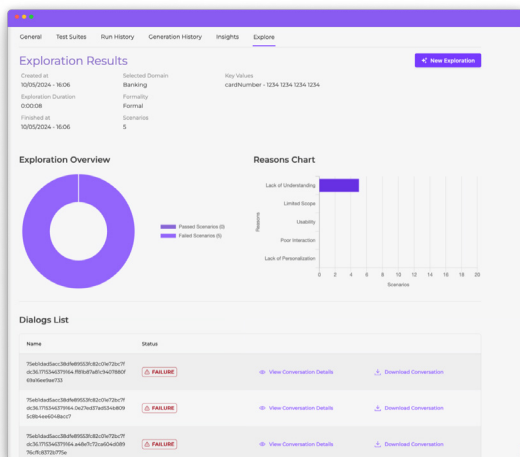 General Test Suites Run History Generation History Insights Explore
Exploration Results
New Exploration
Created at Selected Domain Key Values
10/05/2024 - 16:06 Banking cardNumber - 1234 1234 1234 1234
Exploration Duration Formality
0:00:08 Formal
Finished at Scenarios
10/05/2024 - 16:06 5
Exploration Overview Reasons Chart
Passed Scenarios (0)
Failed Scenarios (5)
Reasons
Lack of Understanding
Limited Scope
Usability
Poor Interaction
Lack of Personalization
0 2 4 6 8 10 12 14 16 18 20
Scenarios
Dialogs List
Name Status
FAILURE View Conversation Details Download Conversation
FAILURE View Conversation Details Download Conversation
FAILURE View Conversation Details Download Conversation